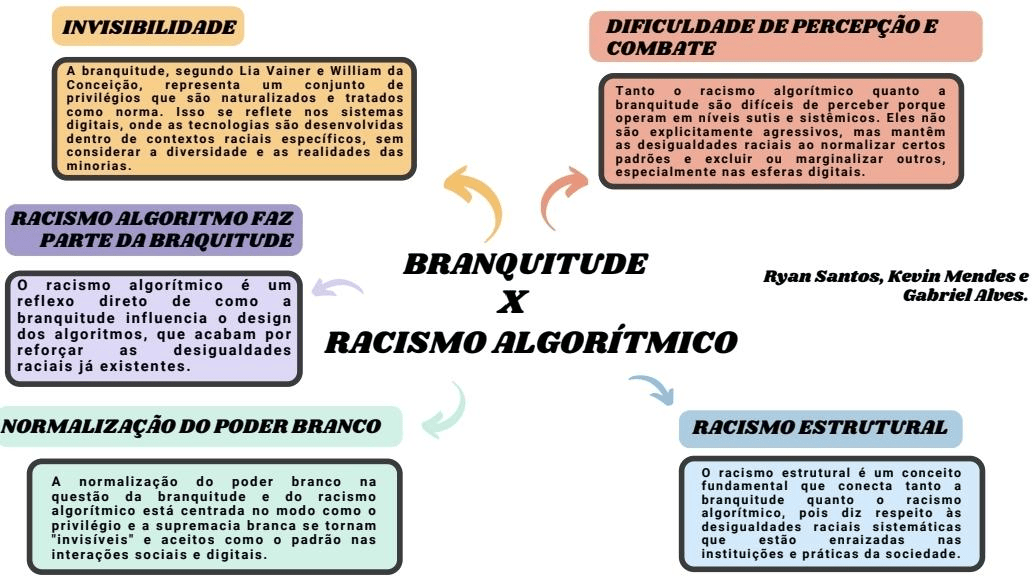 INVISIBILIDADE
A branquitude, segundo Lia Vainer e William da
Conceição, representa um conjunto de
privilégios que são naturalizados e tratados
como norma. Isso se reflete nos sistemas
digitais, onde as tecnologias são desenvolvidas
dentro de contextos raciais específicos, sem
considerar a diversidade e as realidades das
minorias.
DIFICULDADE DE PERCEPÇÃO E
COMBATE
Tanto o racismo algorítmico quanto a
branquitude são difíceis de perceber porque
operam em níveis sutis e sistêmicos. Eles não
são explicitamente agressivos, mas mantêm
as desigualdades raciais ao normalizar certos
padrões e excluir ou marginalizar outros,
especialmente nas esferas digitais.
RACISMO ALGORITMO FAZ
PARTE DA BRAQUITUDE
O racismo algorítmico é um
reflexo direto de como a
branquitude influencia o design
dos algoritmos, que acabam por
reforçar as desigualdades
raciais já existentes.
BRANQUITUDE
X
RACISMO ALGORÍTMICO
Ryan Santos, Kevin Mendes e
Gabriel Alves.
NORMALIZAÇÃO DO PODER BRANCO
A normalização do poder branco na
questão da branquitude e do racismo
algorítmico está centrada no modo como o
privilégio e a supremacia branca se tornam
"invisíveis" e aceitos como o padrão nas
interações sociais e digitais.
RACISMO ESTRUTURAL
O racismo estrutural é um conceito
fundamental que conecta tanto a
branquitude quanto o racismo
algorítmico, pois diz respeito às
desigualdades raciais sistemáticas
que estão enraizadas nas
instituições e práticas da sociedade.